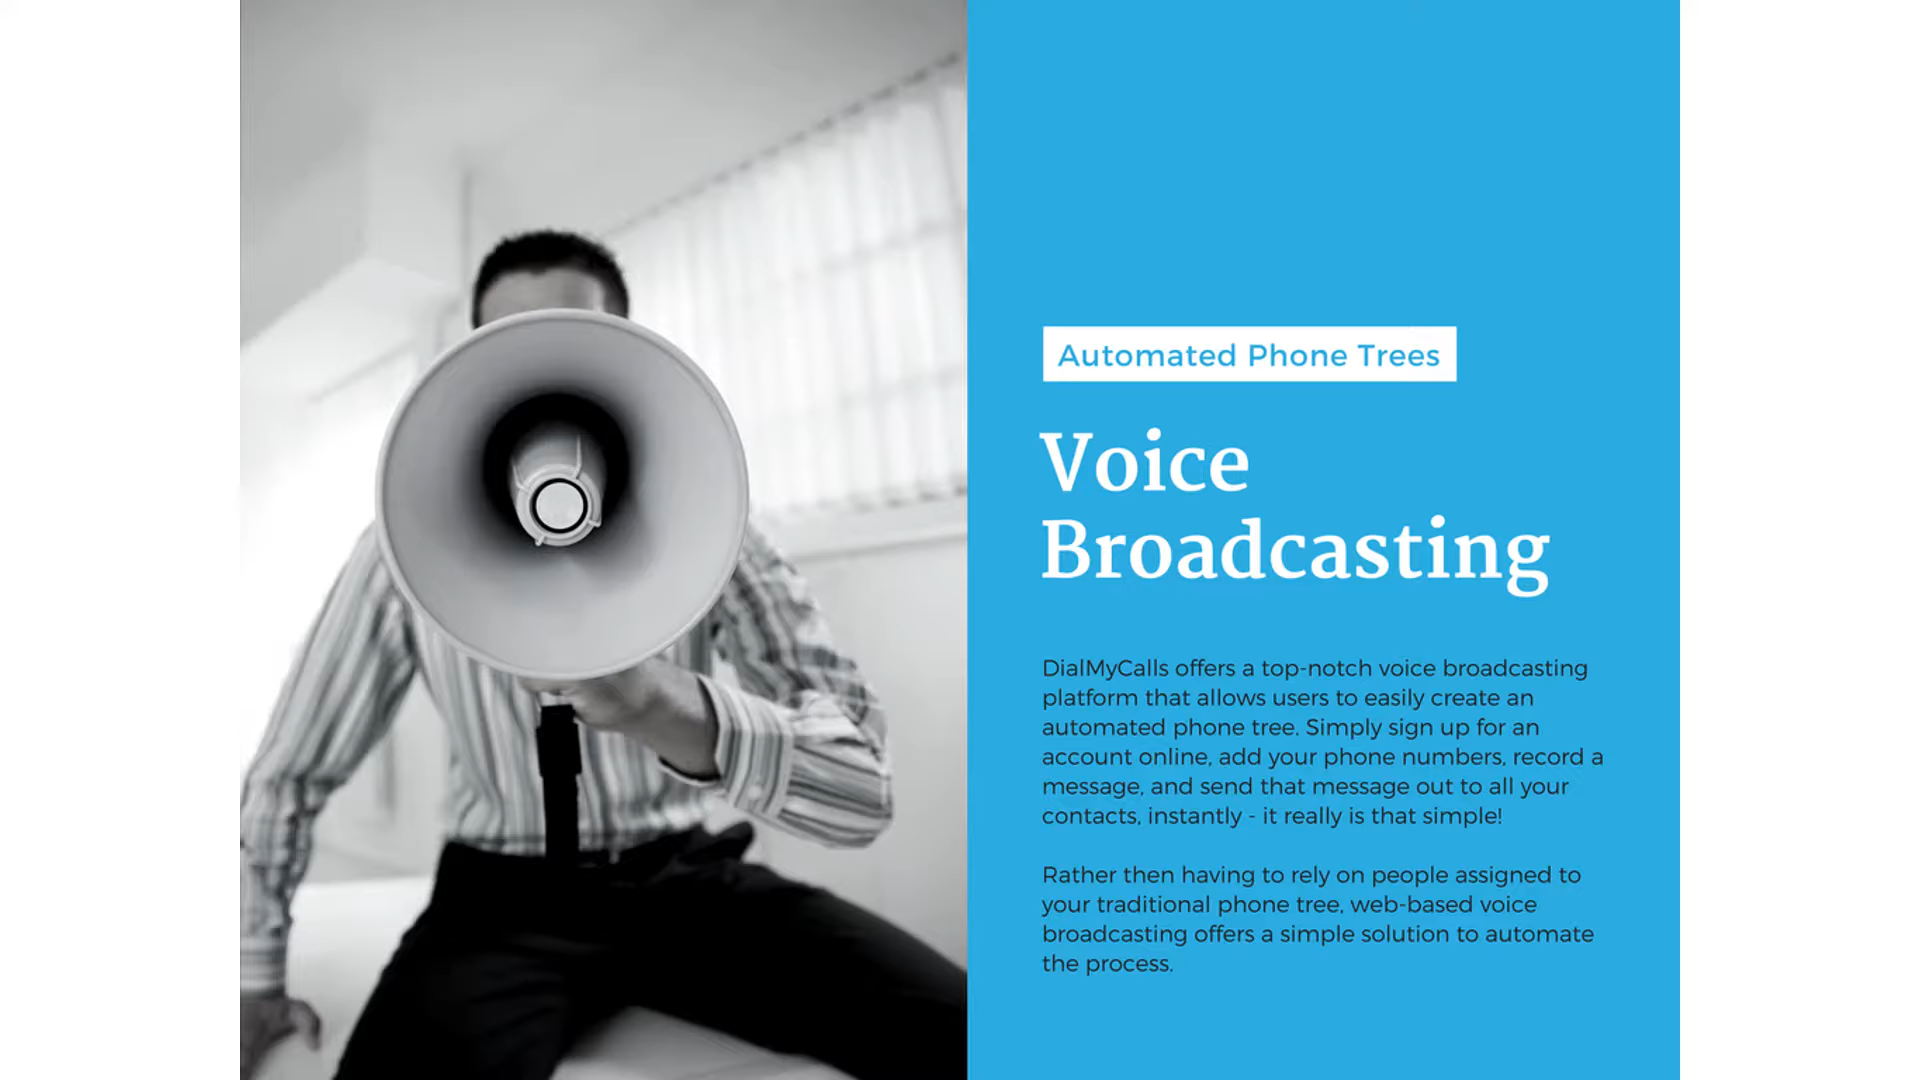 Automated Phone Trees
Voice
Broadcasting
DialMyCalls offers a top-notch voice broadcasting
platform that allows users to easily create an
automated phone tree. Simply sign up for an
account online, add your phone numbers, record a
message, and send that message out to all your
contacts, instantly - it really is that simple!
Rather then having to rely on people assigned to
your traditional phone tree, web-based voice
broadcasting offers a simple solution to automate
the process.